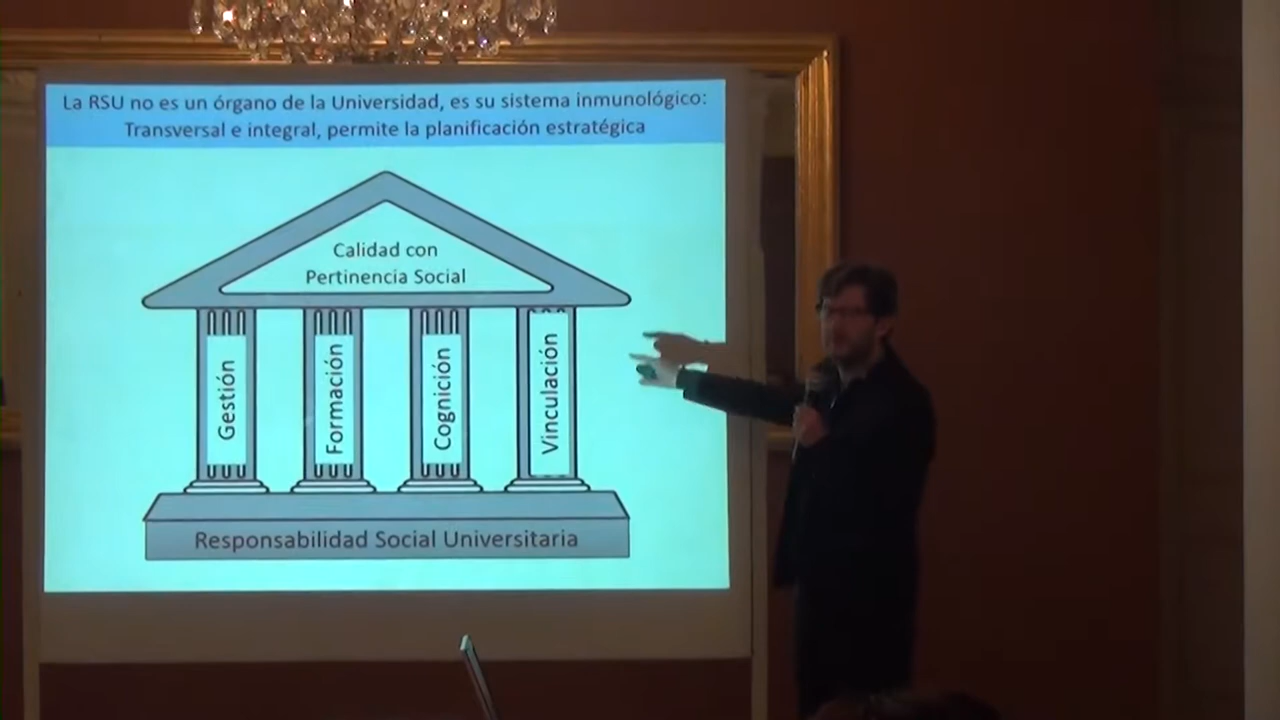 La RSU no es un órgano de la Universidad, es su sistema inmunológico:
Transversal e integral, permite la planificación estratégica
Calidad con
Pertinencia Social
Gestión
Formación
Cognición
Vinculación
Responsabilidad Social Universitaria